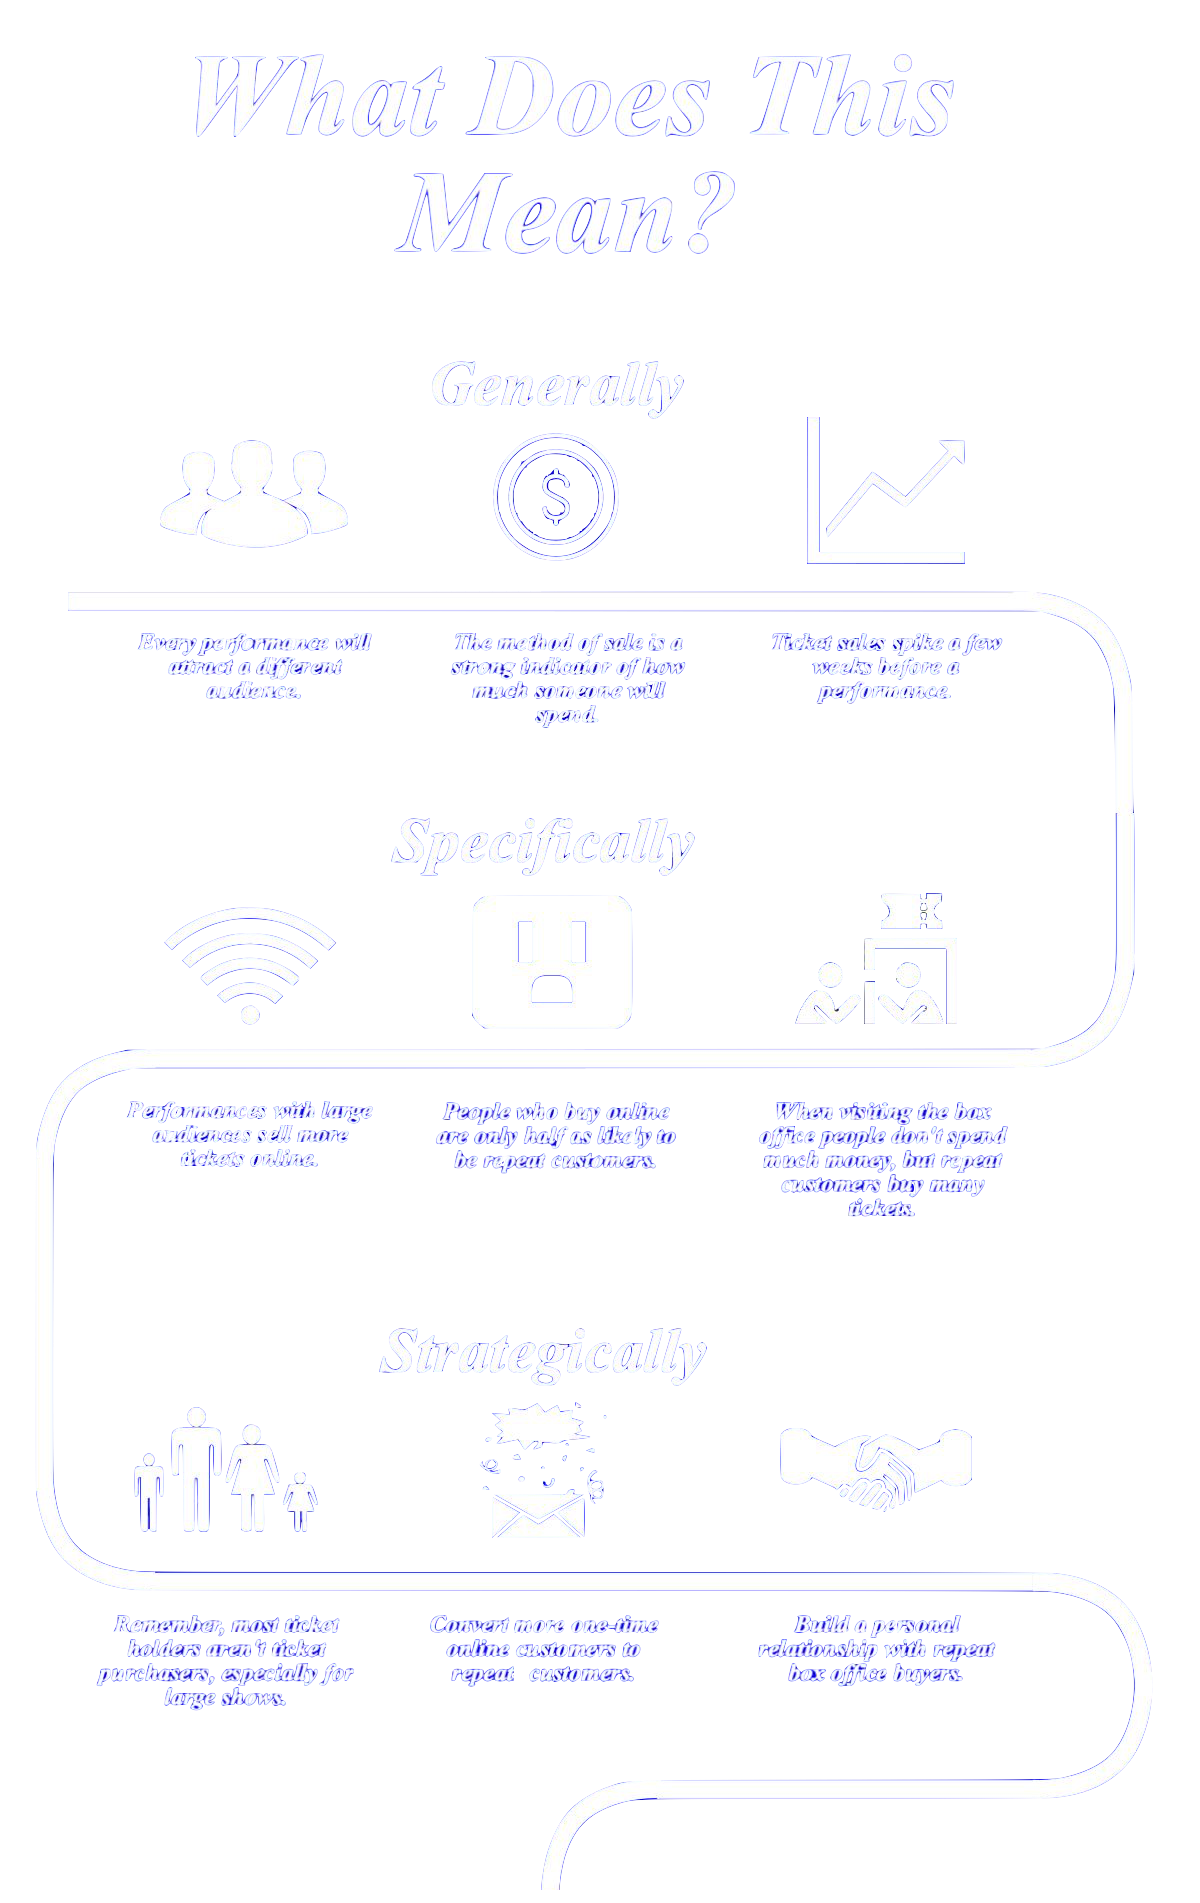 What Does This
Mean?
Generally
Every performance will
attract a different
audience.
The method of sale is a
strong indicator of how
much someone will
spend.
Ticket sales spike a few
weeks before a
performance.
Specifically
Performances with large
audiences sell more
tickets online.
People who buy online
are only half as likely to
be repeat customers.
When visiting the box
office people don't spend
much money, but repeat
customers buy many
tickets.
Strategically
Remember, most ticket
holders aren't ticket
purchasers, especially for
large shows.
Convert more one-time
online customers to
repeat customers.
Build a personal
relationship with repeat
box office buyers.